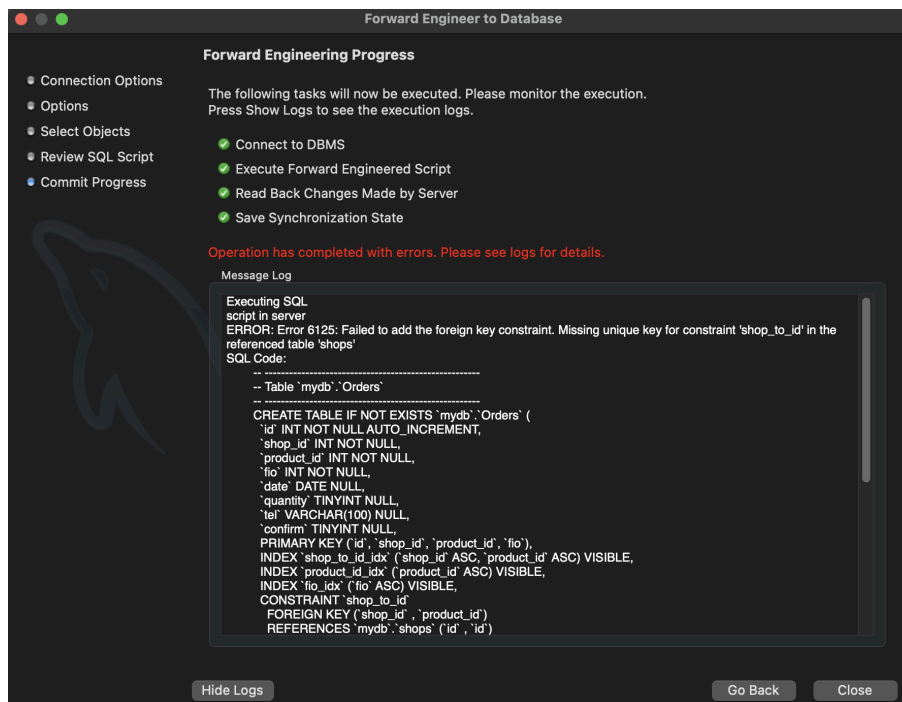 Forward Engineer to Database
Forward Engineering Progress
Connection Options
Options
Select Objects
Review SQL Script
Commit Progress
The following tasks will now be executed. Please monitor the execution.
Press Show Logs to see the execution logs.
Connect to DBMS
Execute Forward Engineered Script
Read Back Changes Made by Server
Save Synchronization State
Operation has completed with errors. Please see logs for details.
Message Log
Executing SQL
script in server
ERROR: Error 6125: Failed to add the foreign key constraint. Missing unique key for constraint 'shop_to_id' in the
referenced table 'shops'
SQL Code:
-- -----------------------------------------------------
-- Table `mydb`.`Orders`
-- -----------------------------------------------------
CREATE TABLE IF NOT EXISTS `mydb`.`Orders` (
`id` INT NOT NULL AUTO_INCREMENT,
`shop_id` INT NOT NULL,
`product_id` INT NOT NULL,
`fio` INT NOT NULL,
`date` DATE NULL,
`quantity` TINYINT NULL,
`tel` VARCHAR(100) NULL,
`confirm` TINYINT NULL,
PRIMARY KEY (`id`, `shop_id`, `product_id`, `fio`),
INDEX `shop_to_id_idx` (`shop_id` ASC, `product_id` ASC) VISIBLE,
INDEX `product_id_idx` (`product_id` ASC) VISIBLE,
INDEX `fio_idx` (`fio` ASC) VISIBLE,
CONSTRAINT `shop_to_id`
FOREIGN KEY (`shop_id` , `product_id`)
REFERENCES `mydb`.`shops` (`id` , `id`)
Hide Logs
Go Back
Close